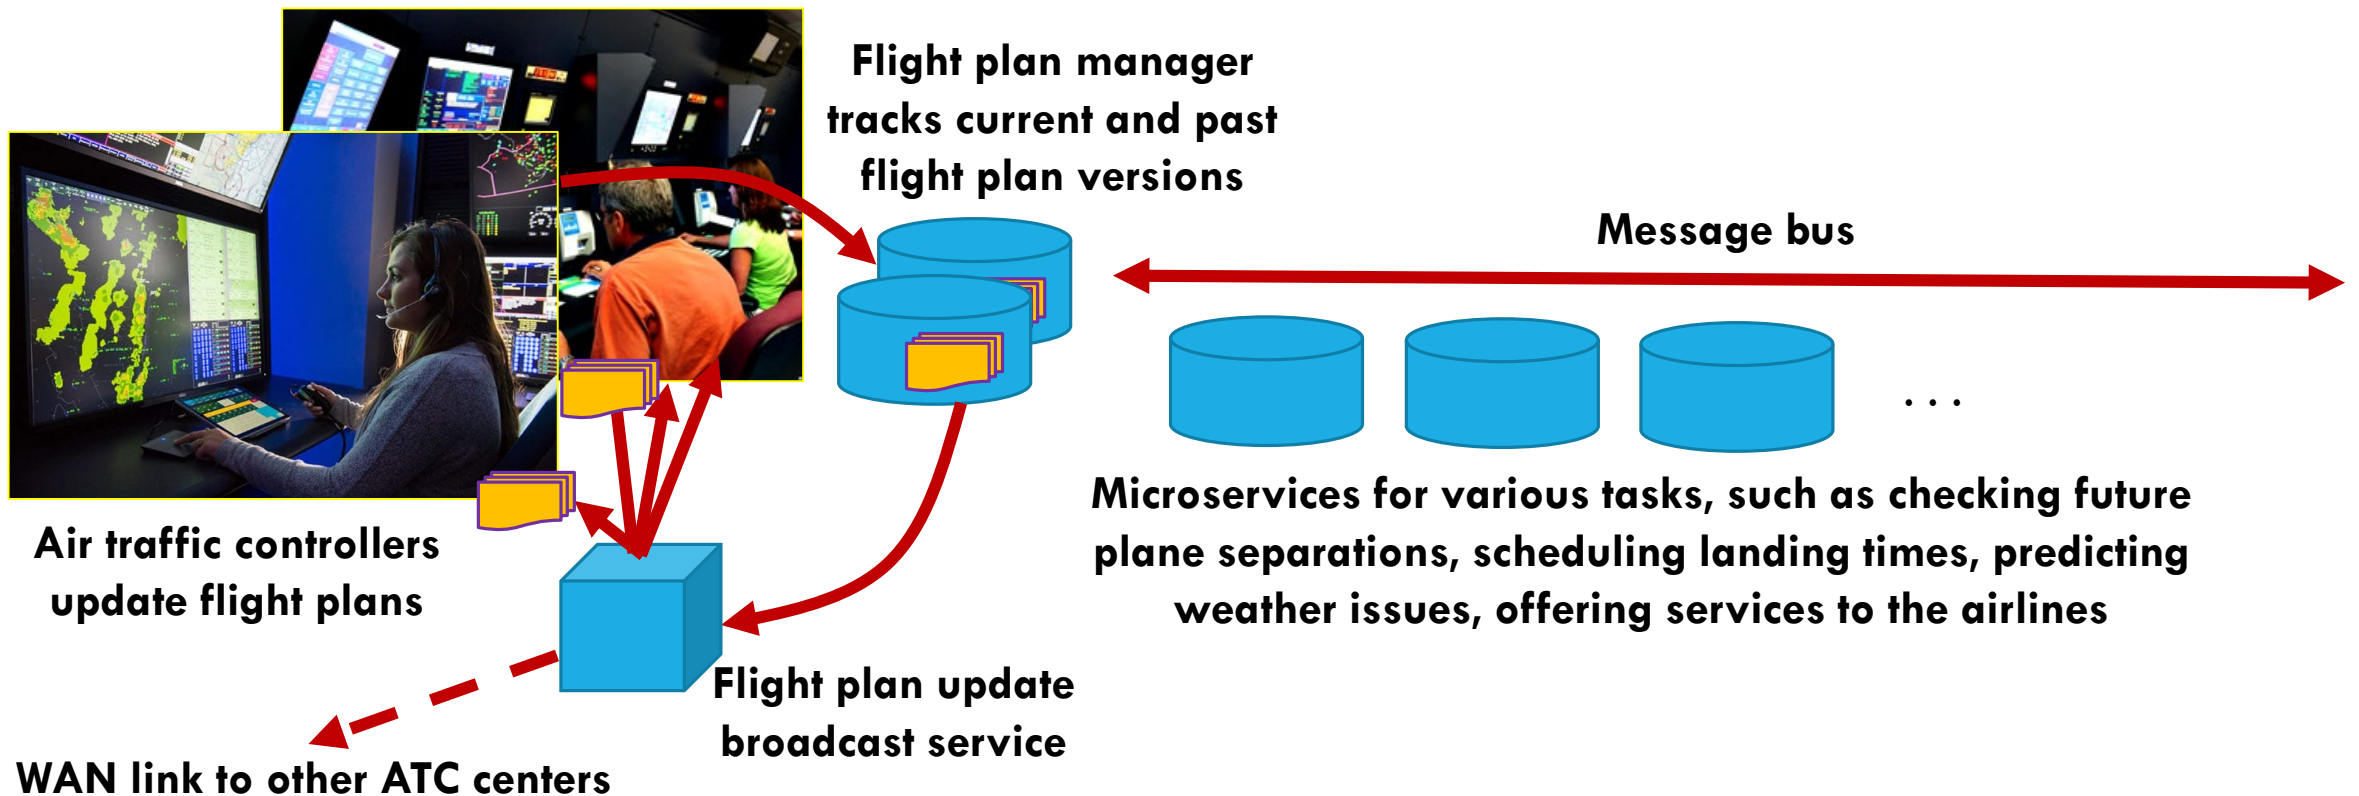 Flight plan manager
tracks current and past
flight plan versions
Message bus
. . .
Microservices for various tasks, such as checking future
plane separations, scheduling landing times, predicting
weather issues, offering services to the airlines
Air traffic controllers
update flight plans
Flight plan update
broadcast service
WAN link to other ATC centers